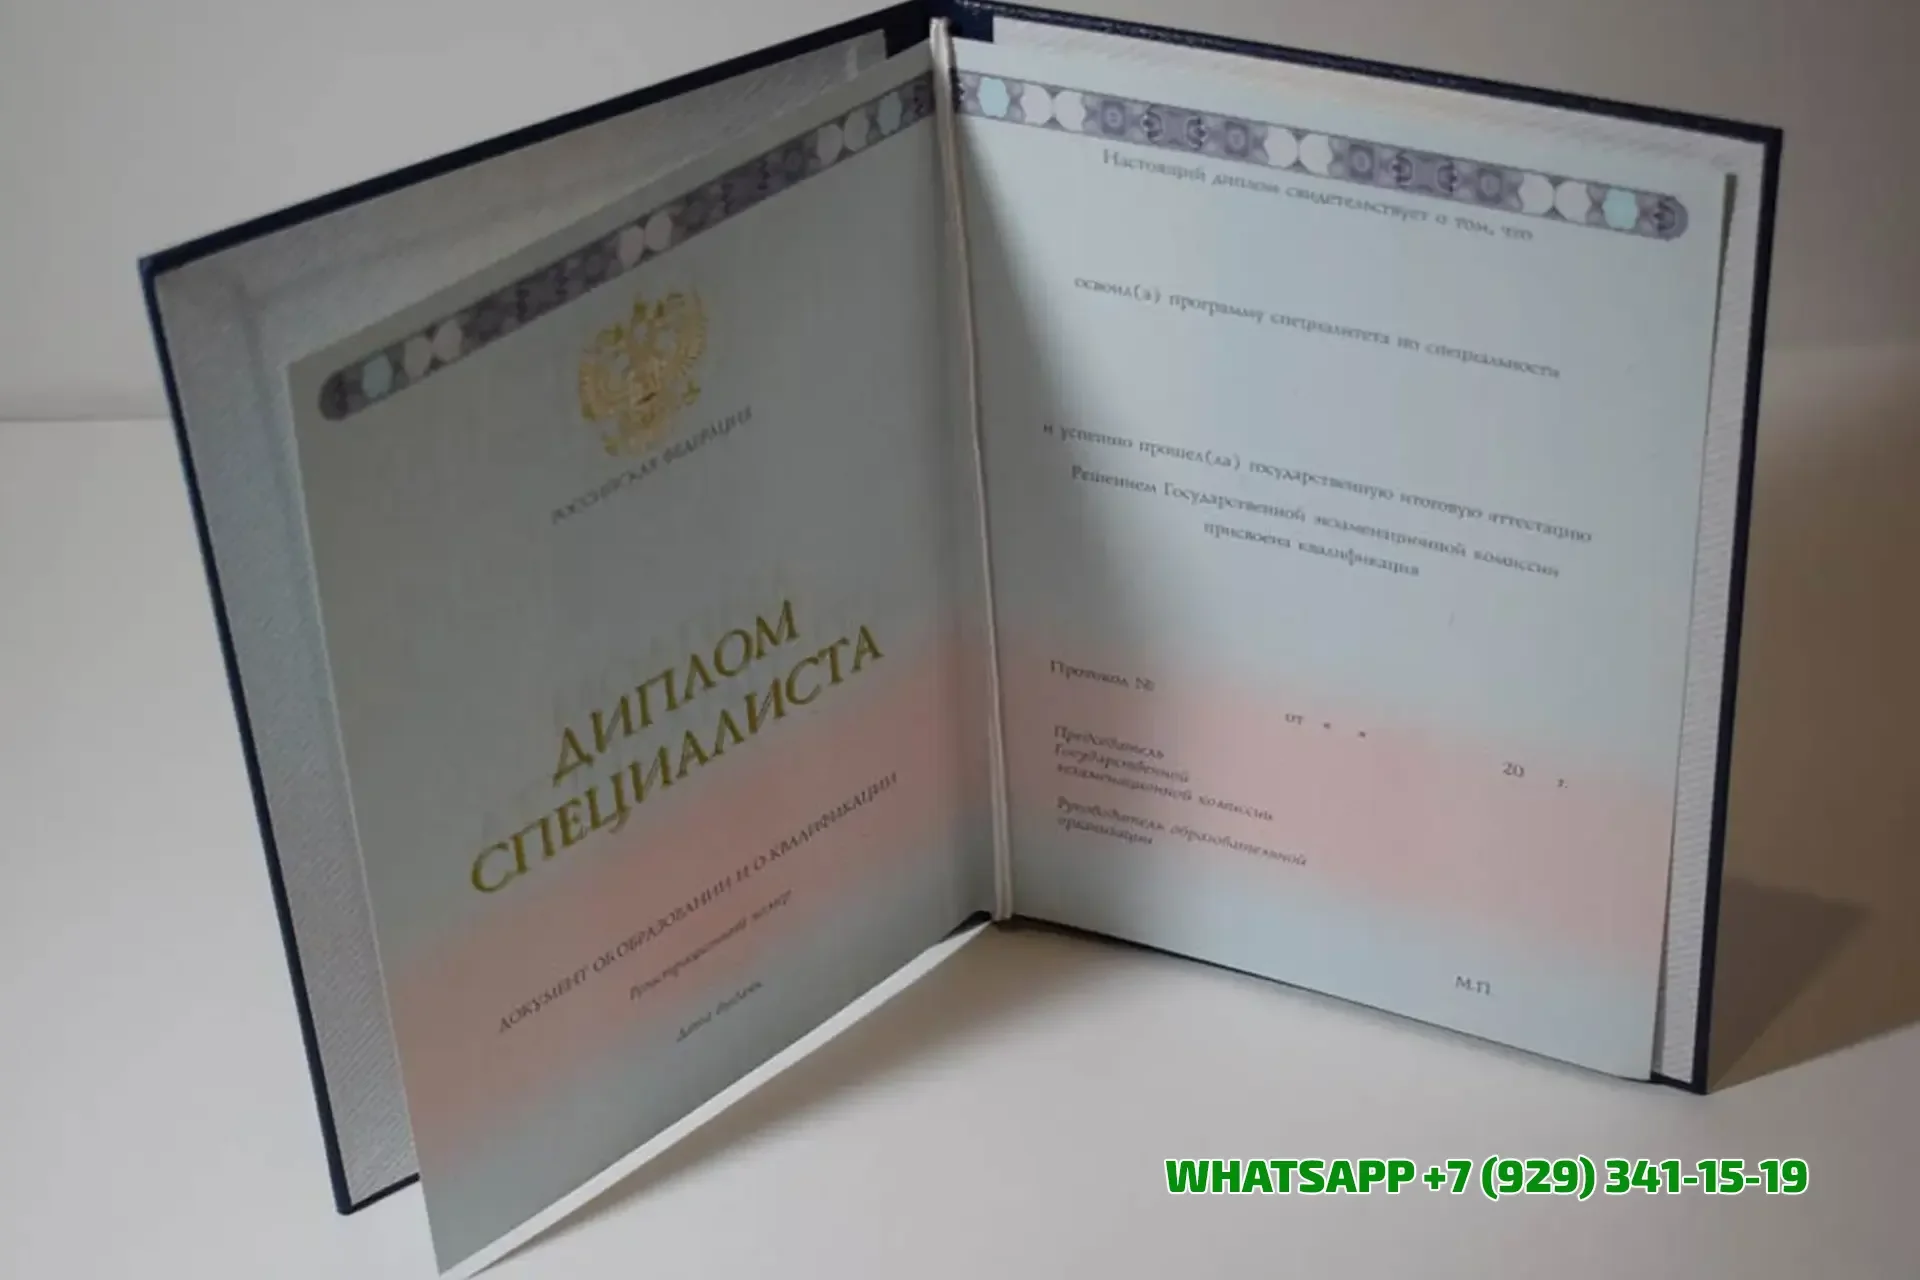 РОССИЙСКАЯ ФЕДЕРАЦИЯ
ДИПЛОМ
СПЕЦИАЛИСТА
ДОКУМЕНТ ОБ ОБРАЗОВАНИИ И О КВАЛИФИКАЦИИ
Регистрационный номер
Дата выдачи
Настоящий диплом свидетельствует о том, что
освоил(а) программу специалитета по специальности
и успешно прошел(ла) государственную итоговую аттестацию
Решением Государственной экзаменационной комиссии
присвоена квалификация
Протокол №
от « » 20 г.
Председатель
Государственной
экзаменационной комиссии
Руководитель образовательной
организации
М.П.
WHATSAPP +7 (929) 341-15-19